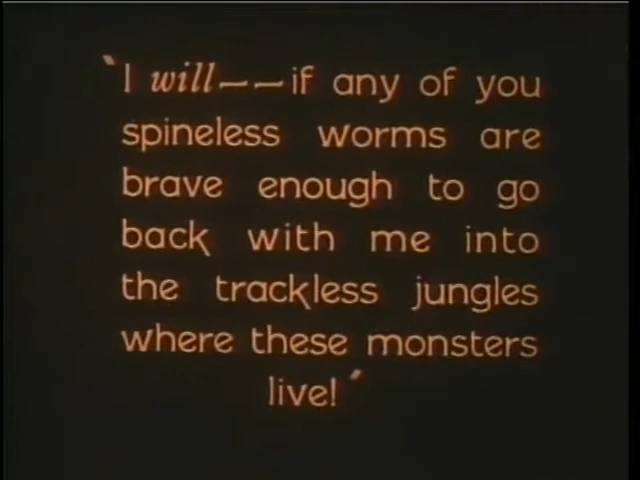 ‘I will——if any of you
spineless worms are
brave enough to go
back with me into
the trackless jungles
where these monsters
live!’